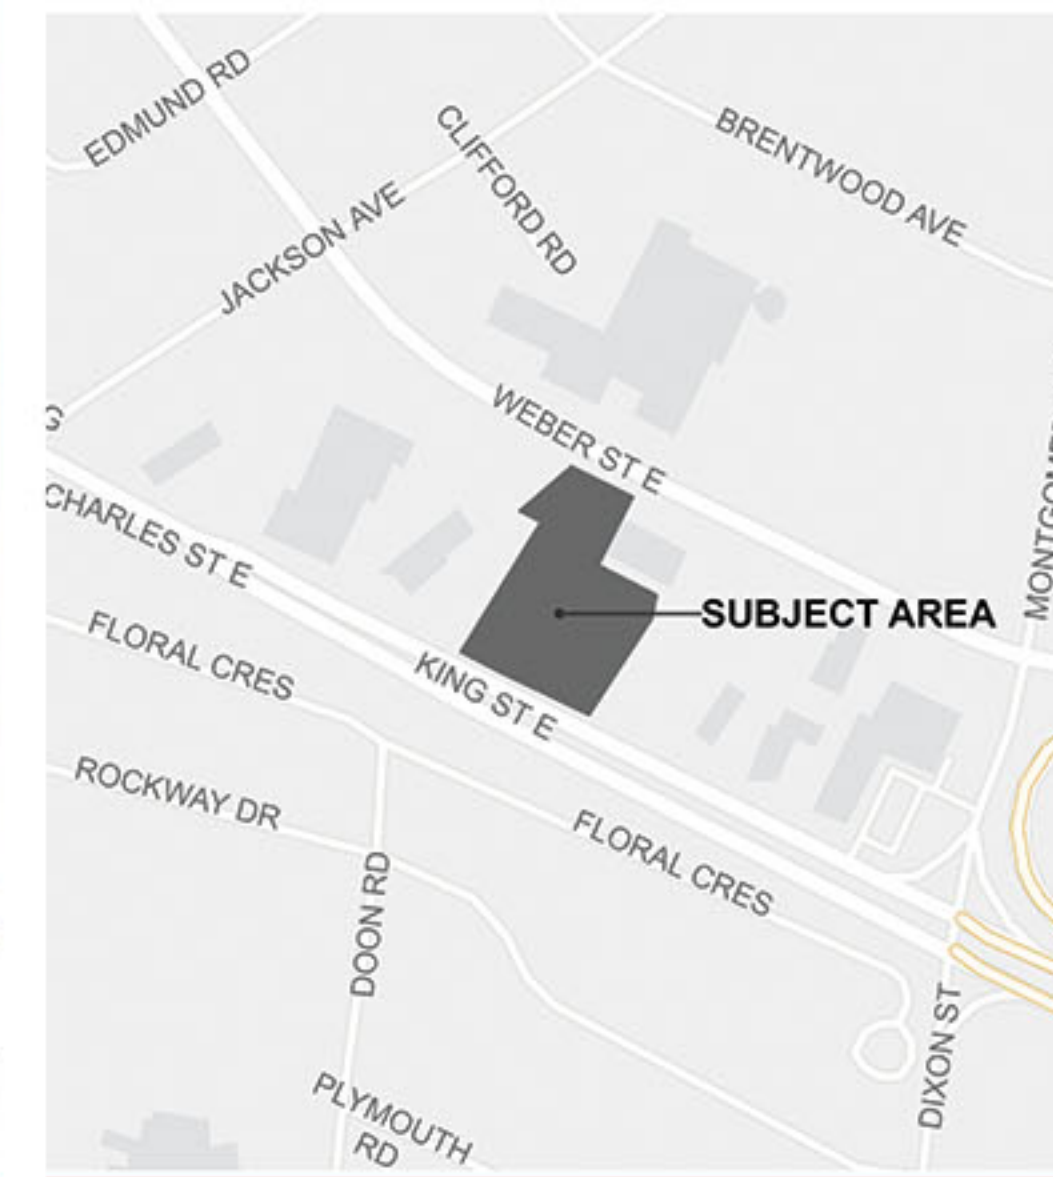 EDMUND RD
CLIFFORD RD
BRENTWOOD AVE
JACKSON AVE
WEBER ST E
G
CHARLES ST E
SUBJECT AREA
FLORAL CRES
KING ST E
ROCKWAY DR
FLORAL CRES
DOON RD
DIXON ST
PLYMOUTH
RD